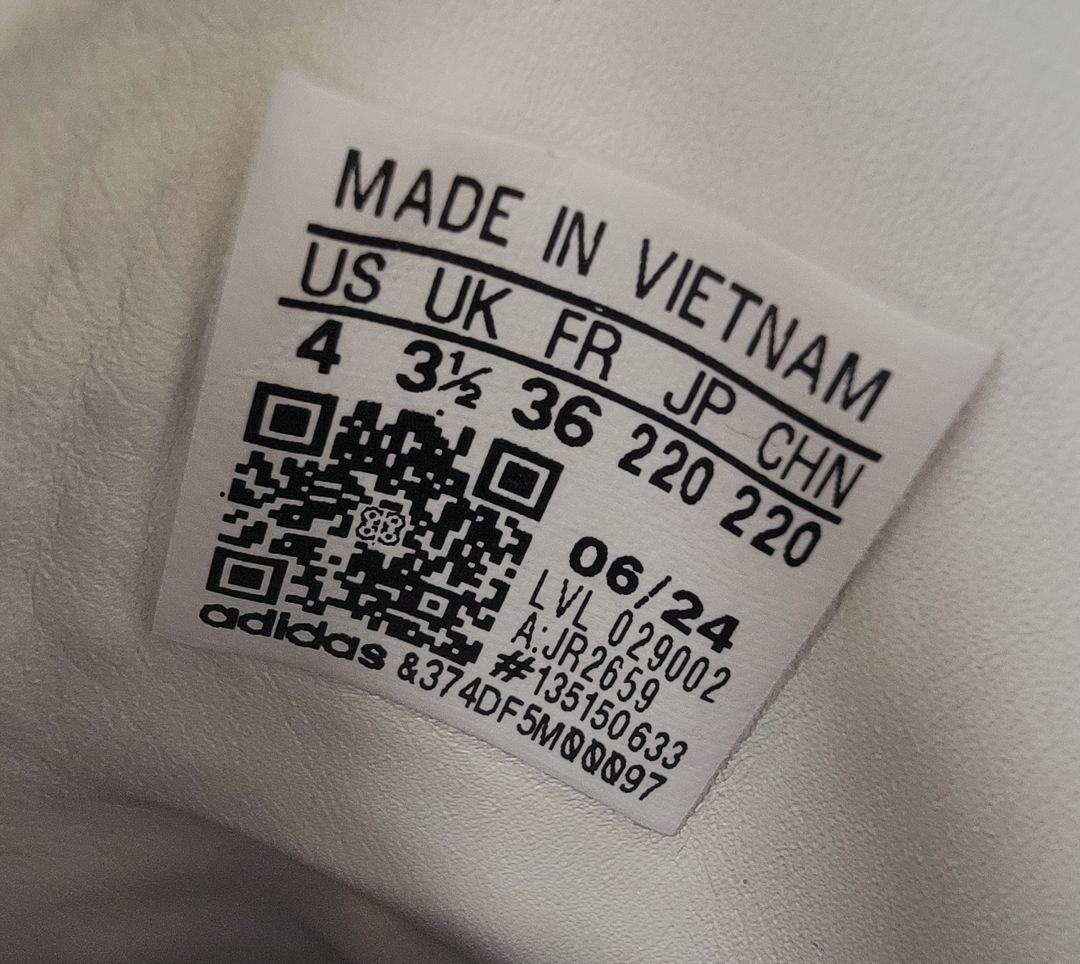 MADE IN VIETNAM
US UK FR JP CHN
4 3½ 36 220 220
06/24
LVL 029002
A:JR2659
#135150633
adidas &374DF5M00097